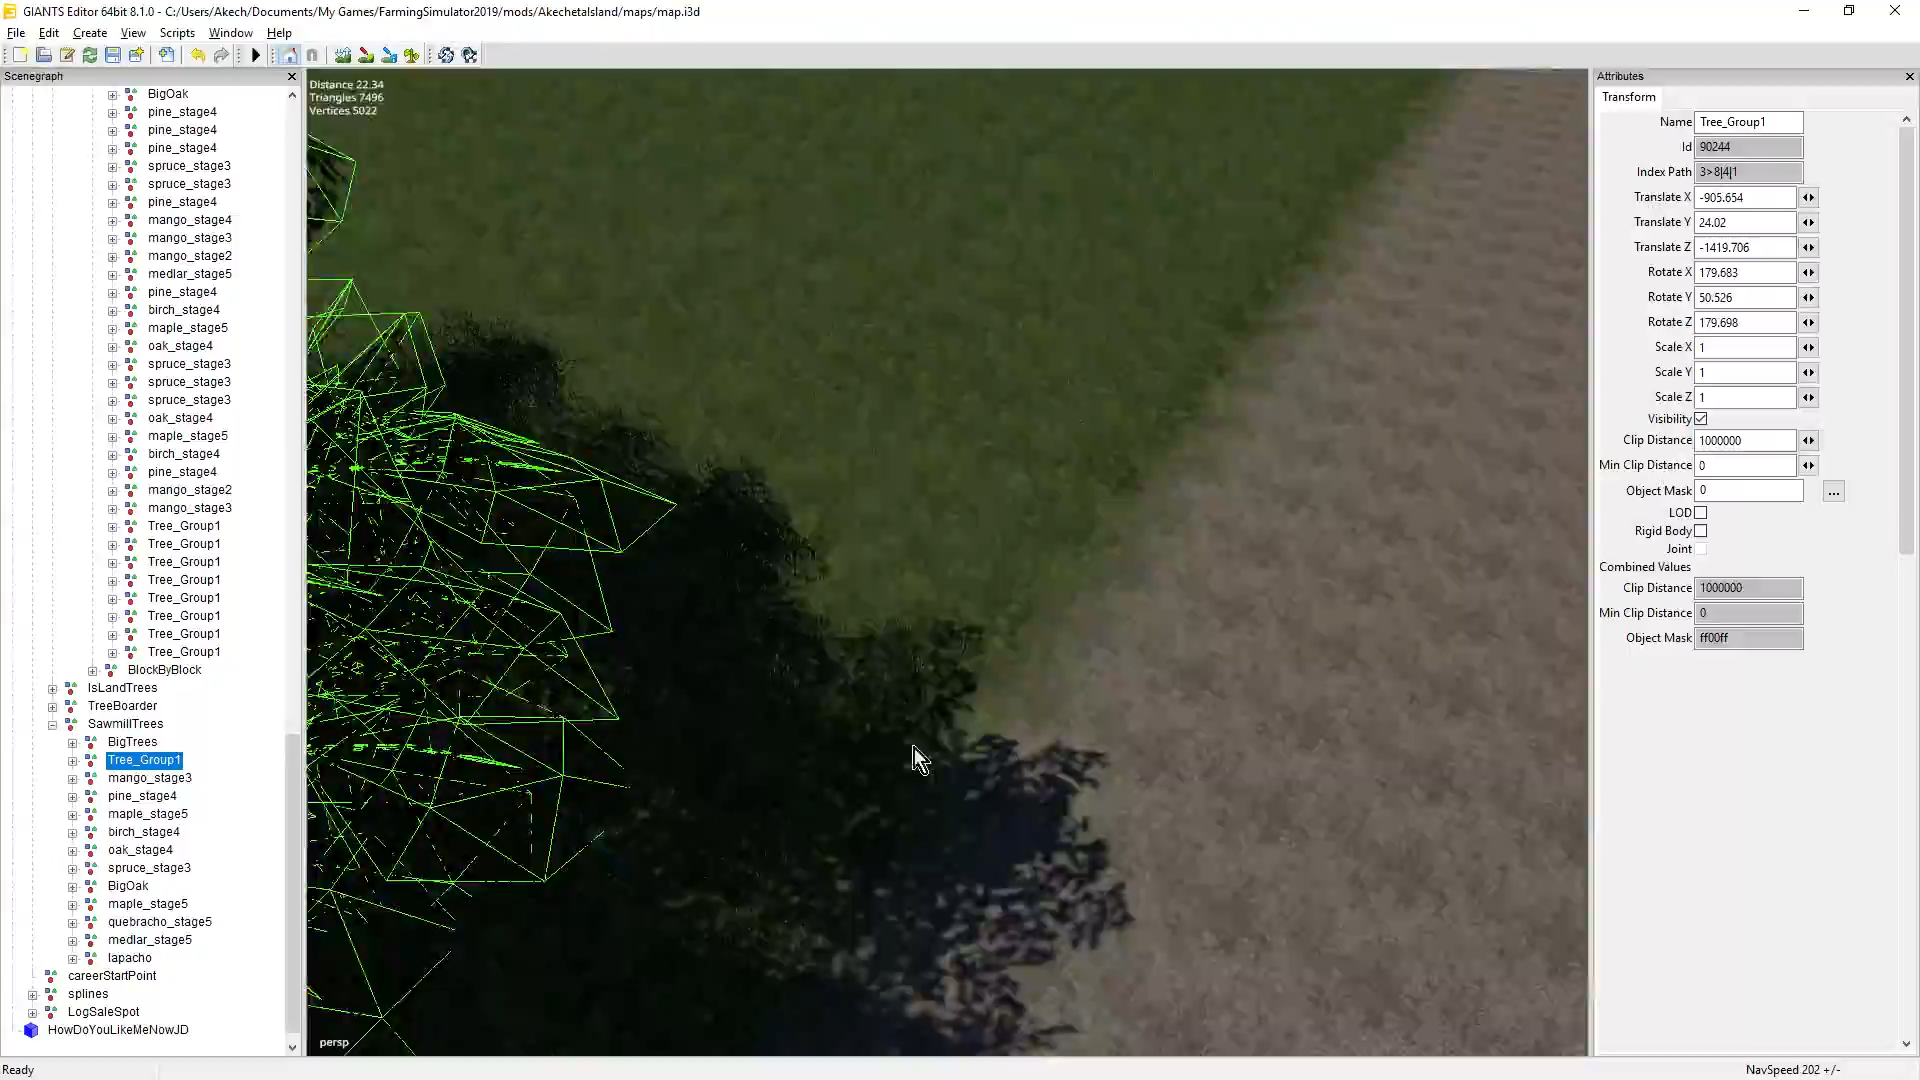 GIANTS Editor 64bit 8.1.0 - C:/Users/Akech/Documents/My Games/FarmingSimulator2019/mods/AkechetaIsland/maps/map.i3d
File Edit Create View Scripts Window Help
Scenegraph
BigOak
pine_stage4
pine_stage4
pine_stage4
spruce_stage3
spruce_stage3
pine_stage4
mango_stage4
mango_stage3
mango_stage2
medlar_stage5
pine_stage4
birch_stage4
maple_stage5
oak_stage4
spruce_stage3
spruce_stage3
spruce_stage3
oak_stage4
maple_stage5
birch_stage4
pine_stage4
mango_stage2
mango_stage3
Tree_Group1
Tree_Group1
Tree_Group1
Tree_Group1
Tree_Group1
Tree_Group1
Tree_Group1
Tree_Group1
BlockByBlock
IsLandTrees
TreeBoarder
SawmillTrees
BigTrees
Tree_Group1
mango_stage3
pine_stage4
maple_stage5
birch_stage4
oak_stage4
spruce_stage3
BigOak
maple_stage5
quebracho_stage5
medlar_stage5
lapacho
careerStartPoint
splines
LogSaleSpot
HowDoYouLikeMeNowJD
Distance 22.34
Triangles 7496
Vertices 5022
persp
Attributes
Transform
Name Tree_Group1
Id 90244
Index Path 3>8|4|1
Translate X -905.654
Translate Y 24.02
Translate Z -1419.706
Rotate X 179.683
Rotate Y 50.526
Rotate Z 179.698
Scale X 1
Scale Y 1
Scale Z 1
Visibility
Clip Distance 1000000
Min Clip Distance 0
Object Mask 0 ...
LOD
Rigid Body
Joint
Combined Values
Clip Distance 1000000
Min Clip Distance 0
Object Mask ff00ff
Ready
NavSpeed 202 +/-